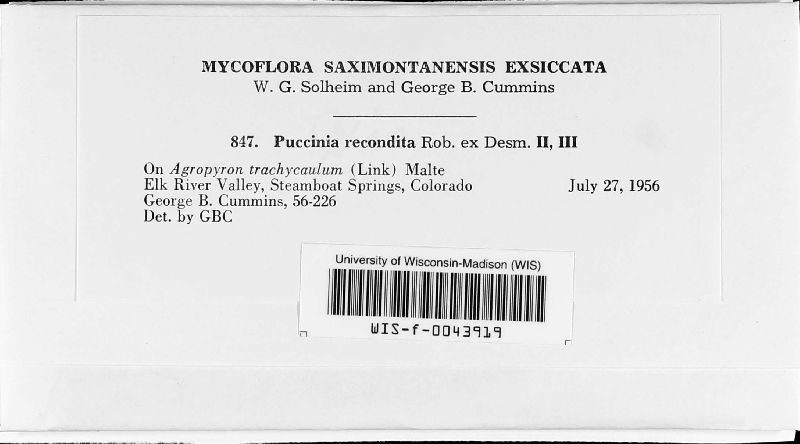 MYCOFLORA SAXIMONTANENSIS EXSICCATA
W. G. Solheim and George B. Cummins
847. Puccinia recondita Rob. ex Desm. II, III
On Agropyron trachycaulum (Link) Malte
Elk River Valley, Steamboat Springs, Colorado July 27, 1956
George B. Cummins, 56-226
Det. by GBC
University of Wisconsin-Madison (WIS)
WIS-f-0043919